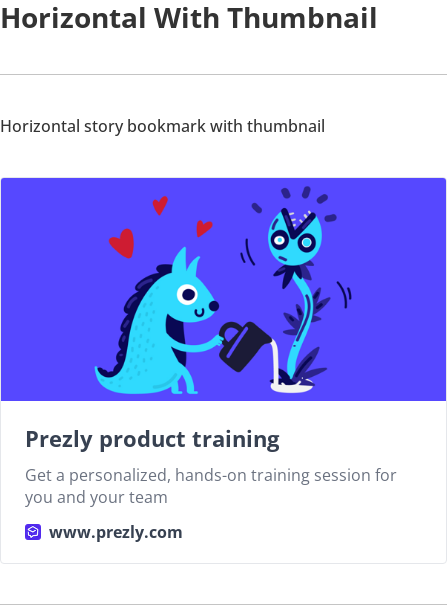 Horizontal With Thumbnail
Horizontal story bookmark with thumbnail
Prezly product training
Get a personalized, hands-on training session for
you and your team
www.prezly.com